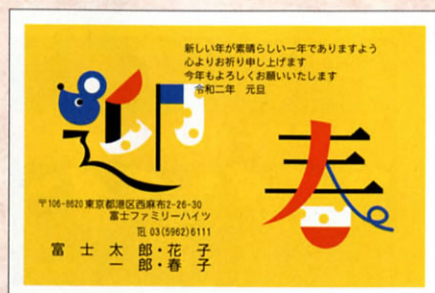 新しい年が素晴らしい一年でありますよう
心よりお祈り申し上げます
今年もよろしくお願いいたします
令和二年 元旦
迎
春
〒106-8620 東京都港区西麻布2-26-30
富士ファミリーハイツ
TEL 03(5962)6111
富士太郎・花子
一郎・春子